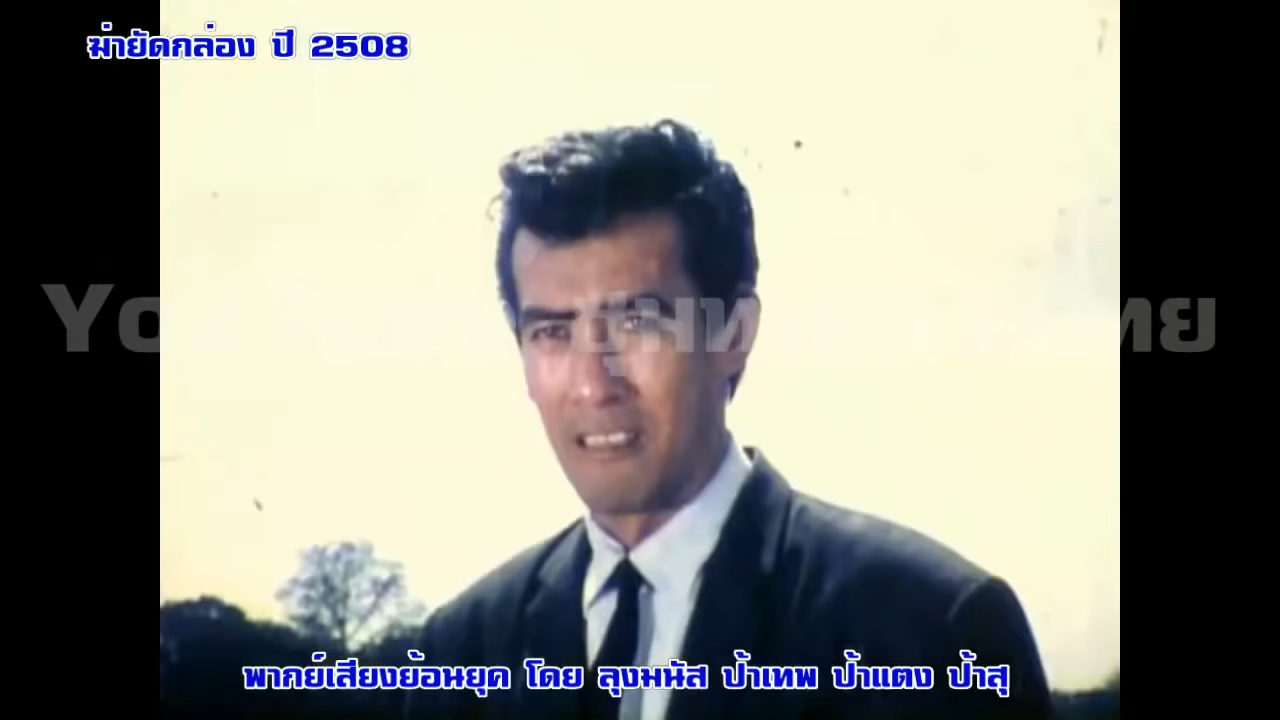 ฆ่ายัดกล่อง ปี 2508
พากย์เสียงย้อนยุค โดย ลุงมนัส ป้าเทพ ป้าแตง ป้าสุ